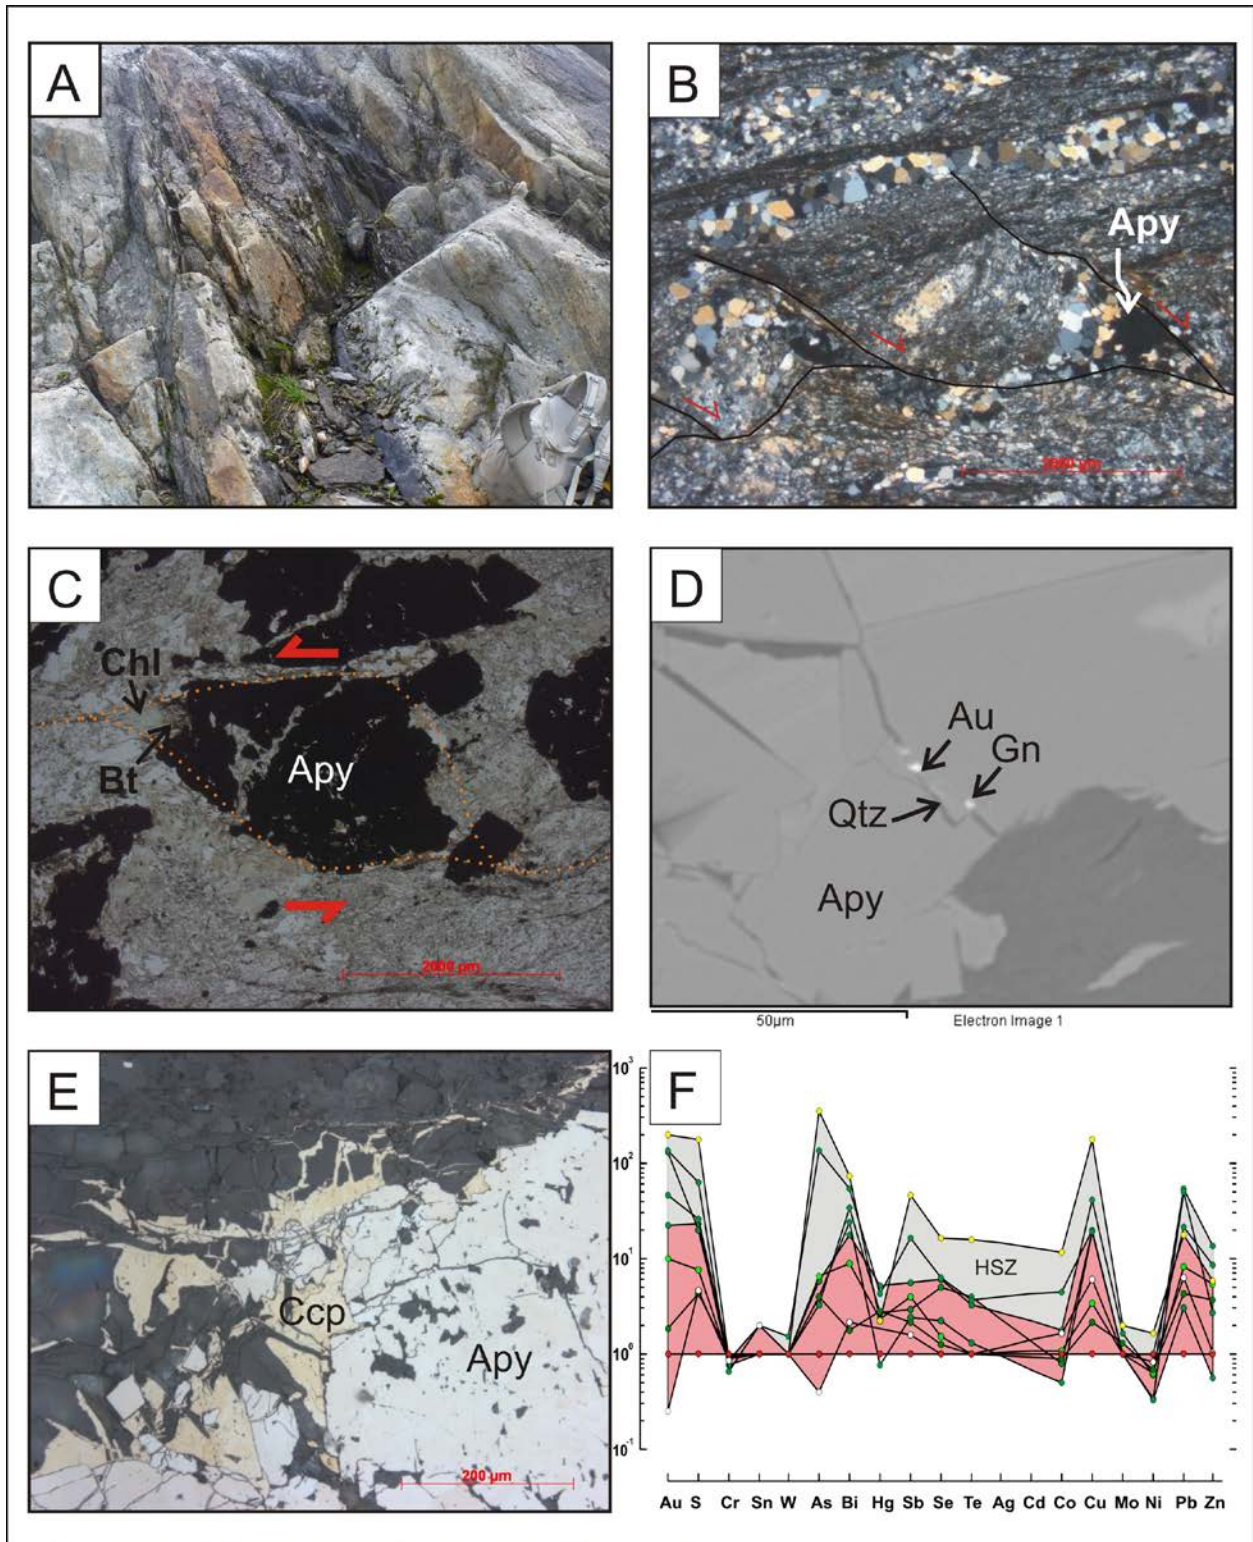 A
B
Apy
2000 µm
C
Chl
Bt
Apy
2000 µm
D
Au
Gn
Qtz
Apy
50µm Electron Image 1
E
Ccp
Apy
200 µm
F
10³
10²
10¹
10⁰
10⁻¹
HSZ
Au S Cr Sn W As Bi Hg Sb Se Te Ag Cd Co Cu Mo Ni Pb Zn